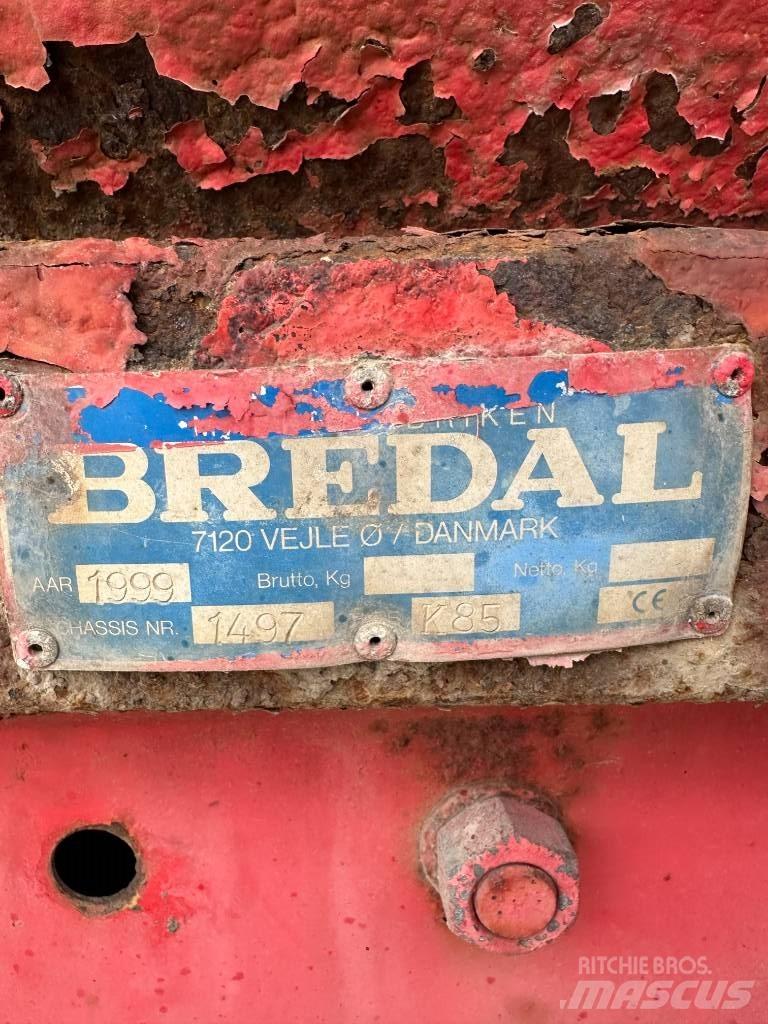 BREDAL
7120 VEJLE Ø / DANMARK
AAR 1999 Brutto, Kg Netto, Kg
CHASSIS NR. 1497 K85 CE
RITCHIE BROS.
MASCUS